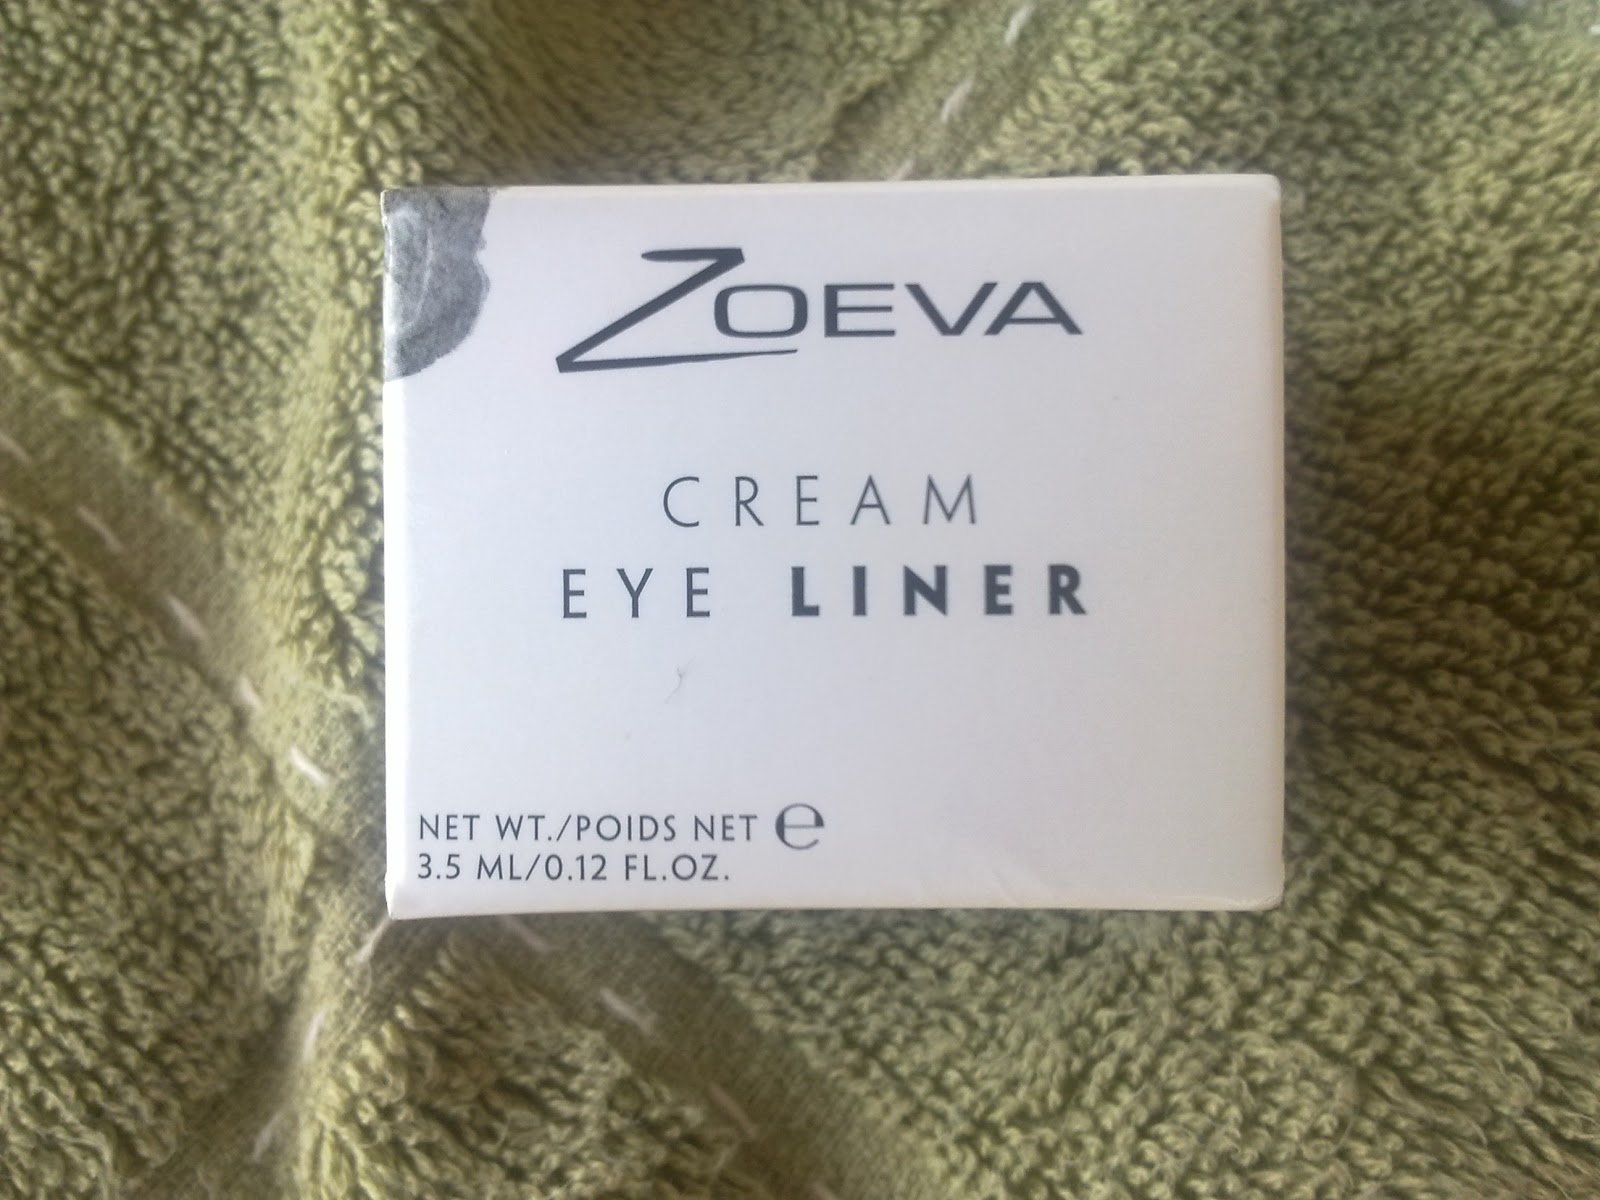 ZOEVA
CREAM
EYE LINER
NET WT./POIDS NET ℮
3.5 ML/0.12 FL.OZ.